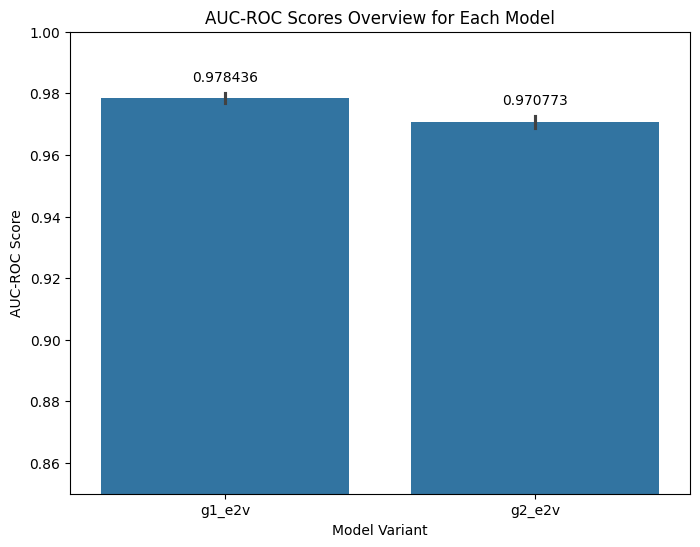 AUC-ROC Scores Overview for Each Model
1.00
0.98
0.96
0.94
0.92
0.90
0.88
0.86
AUC-ROC Score
0.978436
0.970773
g1_e2v
g2_e2v
Model Variant